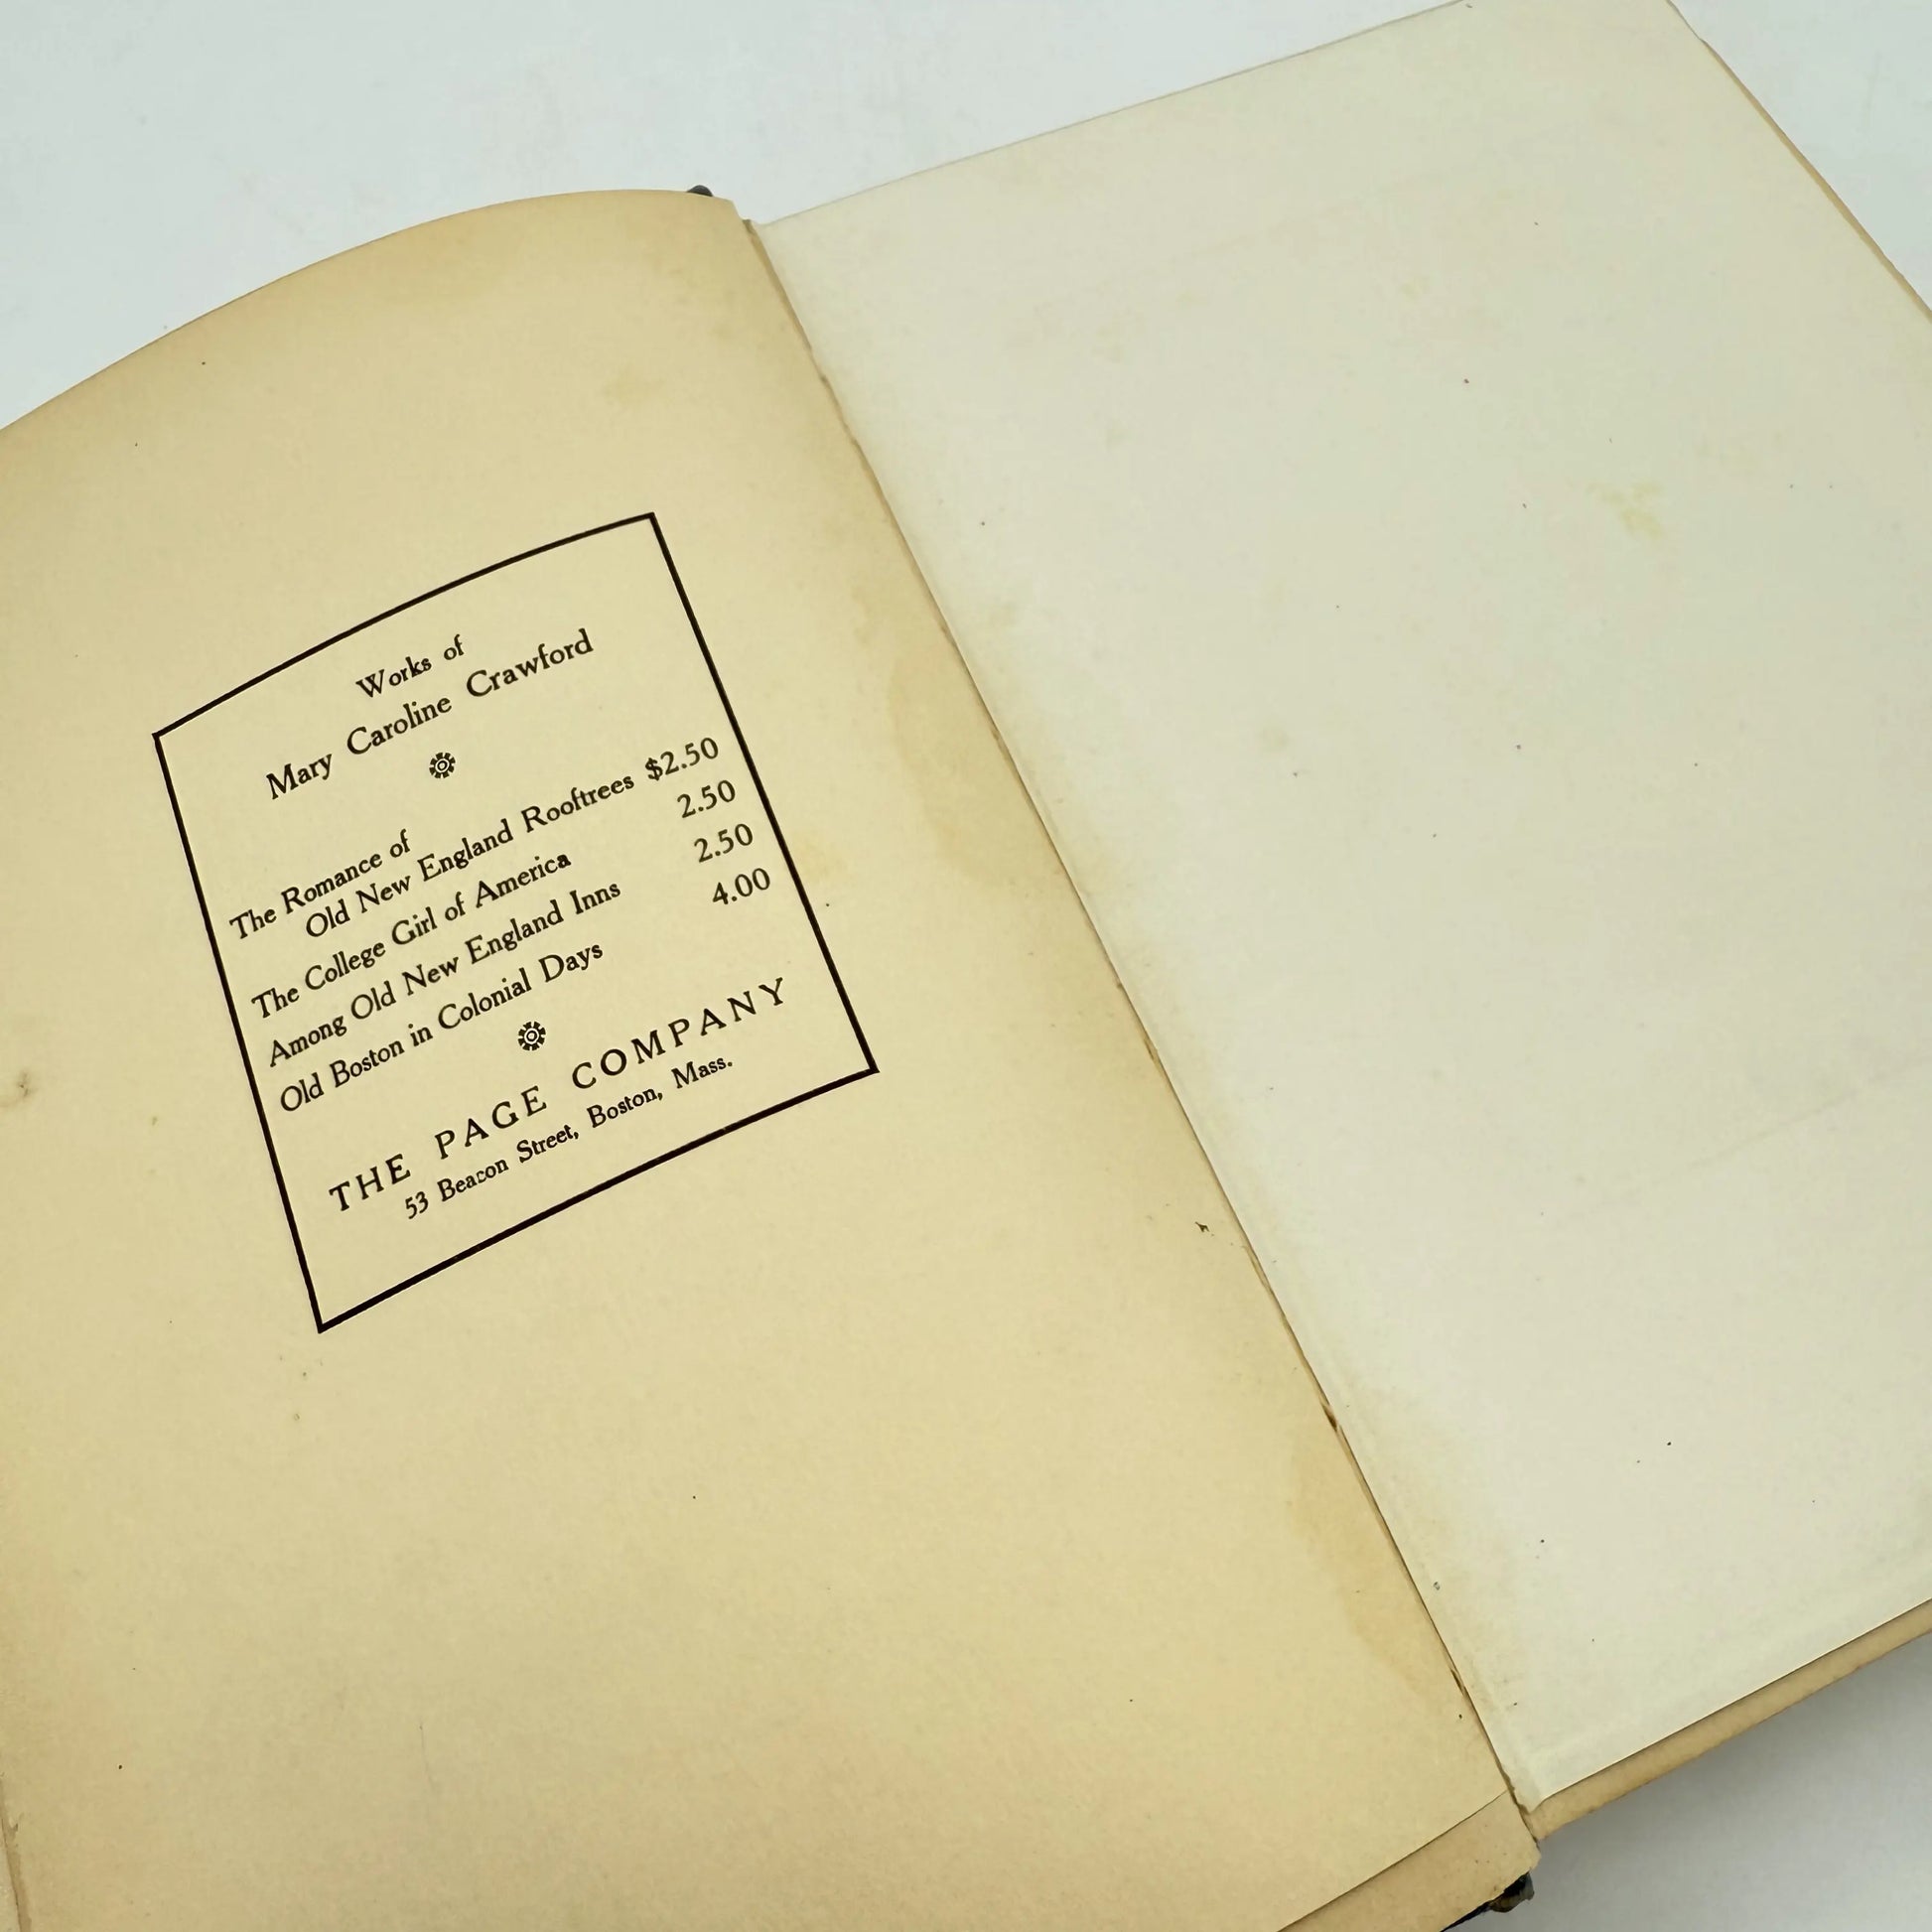 Works of
Mary Caroline Crawford
The Romance of
Old New England Rooftrees $2.50
The College Girl of America 2.50
Among Old New England Inns 2.50
Old Boston in Colonial Days 4.00
THE PAGE COMPANY
53 Beacon Street, Boston, Mass.